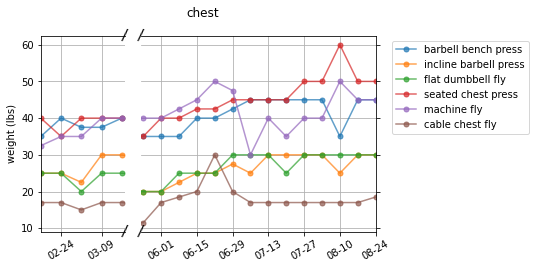 chest
weight (lbs)
60
50
40
30
20
10
02-24
03-09
06-01
06-15
06-29
07-13
07-27
08-10
08-24
barbell bench press
incline barbell press
flat dumbbell fly
seated chest press
machine fly
cable chest fly